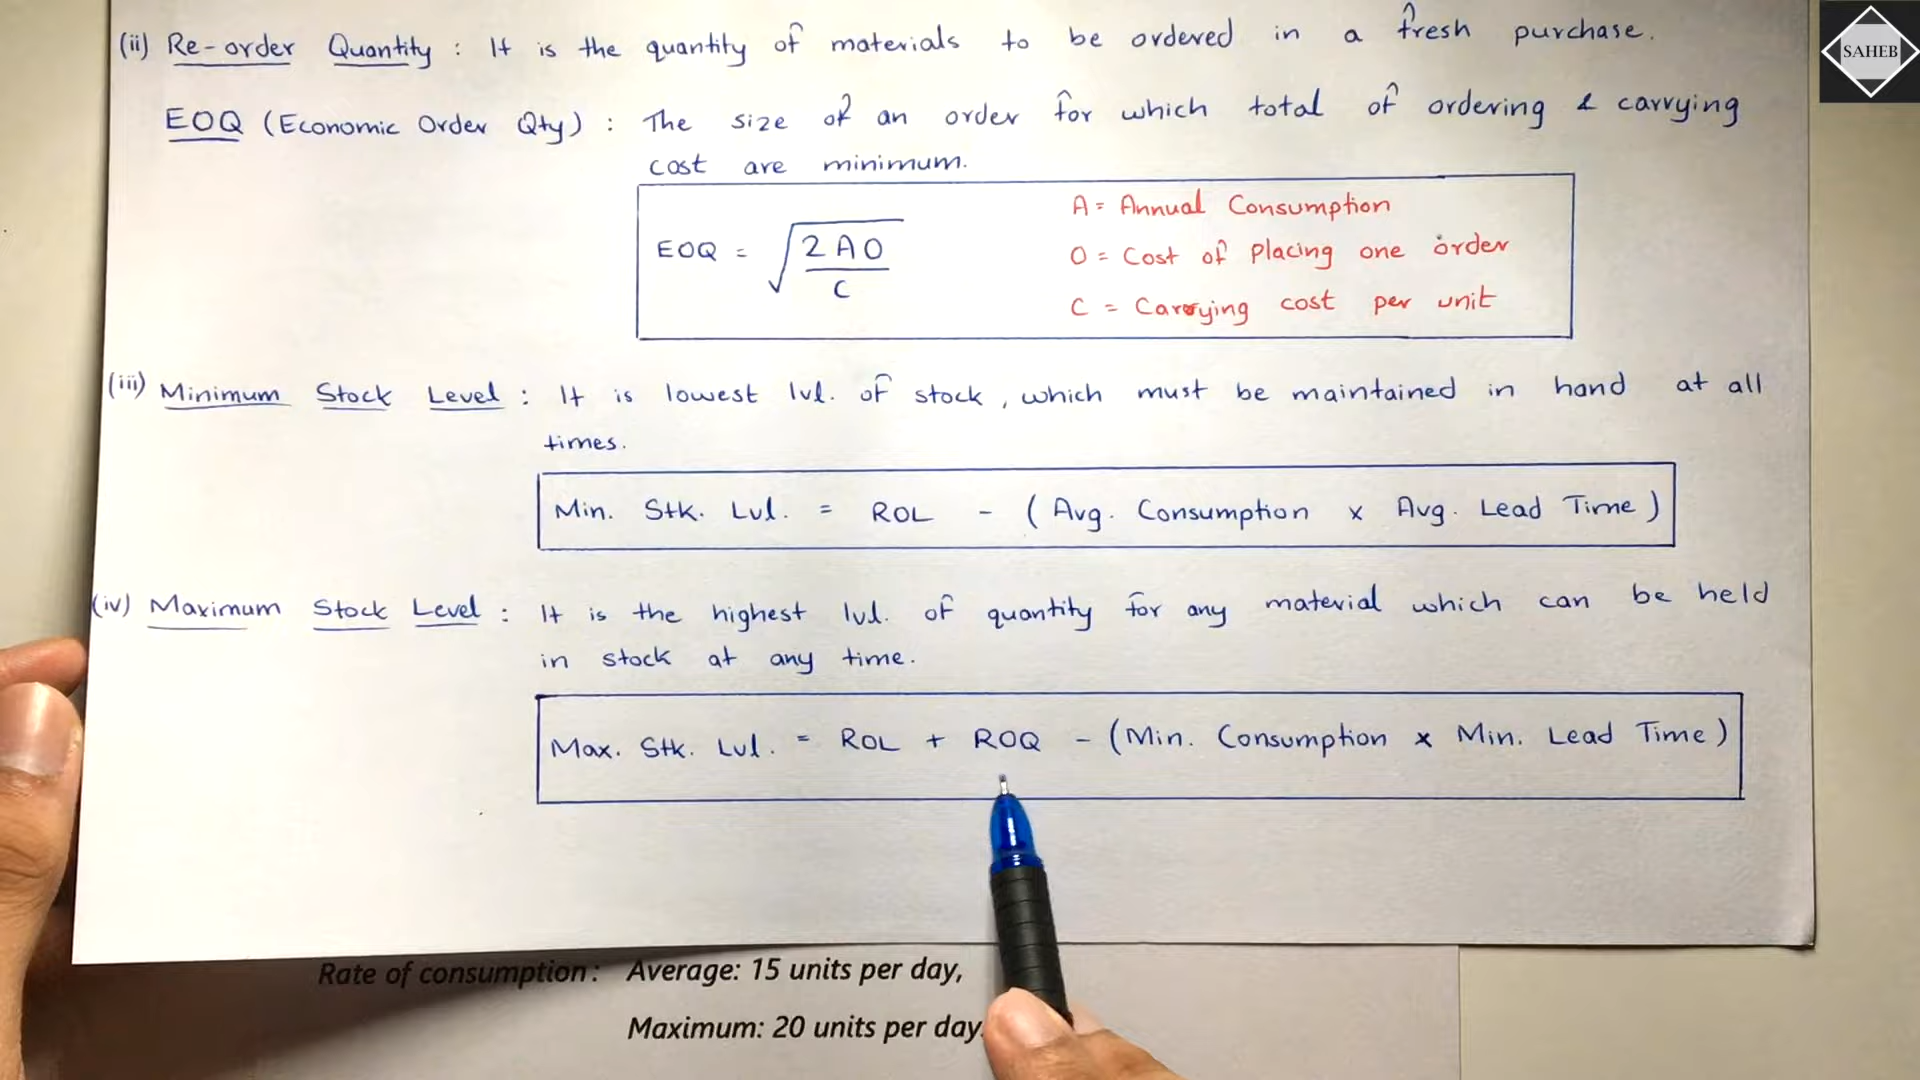 (ii) Re-order Quantity : It is the quantity of materials to be ordered in a fresh purchase.
SAHEB
EOQ (Economic Order Qty) : The size of an order for which total of ordering & carrying
cost are minimum.
A = Annual Consumption
EOQ = √2AO/C
O = Cost of Placing one order
C = Carrying cost per unit
(iii) Minimum Stock Level : It is lowest lvl. of stock, which must be maintained in hand at all
times.
Min. Stk. Lvl. = ROL - (Avg. Consumption x Avg. Lead Time)
(iv) Maximum Stock Level : It is the highest lvl. of quantity for any material which can be held
in stock at any time.
Max. Stk. Lvl. = ROL + ROQ - (Min. Consumption x Min. Lead Time)
Rate of consumption: Average: 15 units per day,
Maximum: 20 units per day.